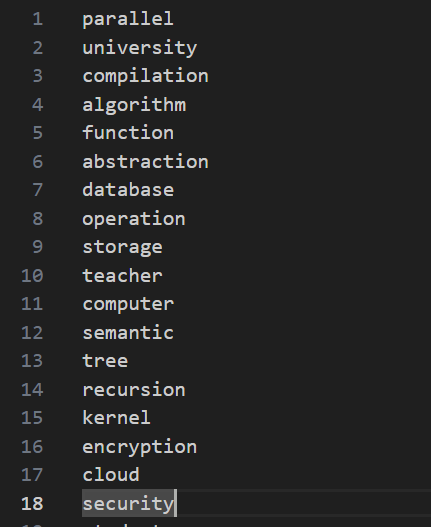 1 parallel
2 university
3 compilation
4 algorithm
5 function
6 abstraction
7 database
8 operation
9 storage
10 teacher
11 computer
12 semantic
13 tree
14 recursion
15 kernel
16 encryption
17 cloud
18 security